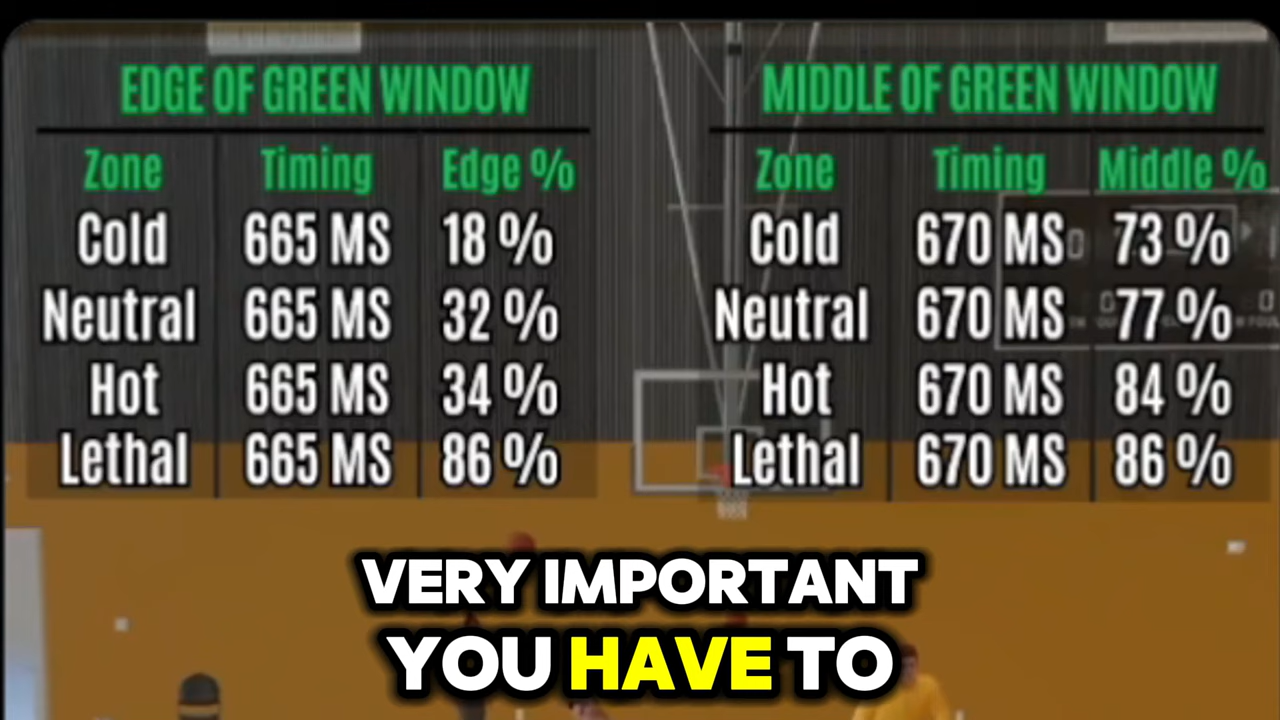 EDGE OF GREEN WINDOW
Zone Timing Edge %
Cold 665 MS 18 %
Neutral 665 MS 32 %
Hot 665 MS 34 %
Lethal 665 MS 86 %
MIDDLE OF GREEN WINDOW
Zone Timing Middle %
Cold 670 MS 73 %
Neutral 670 MS 77 %
Hot 670 MS 84 %
Lethal 670 MS 86 %
VERY IMPORTANT
YOU HAVE TO